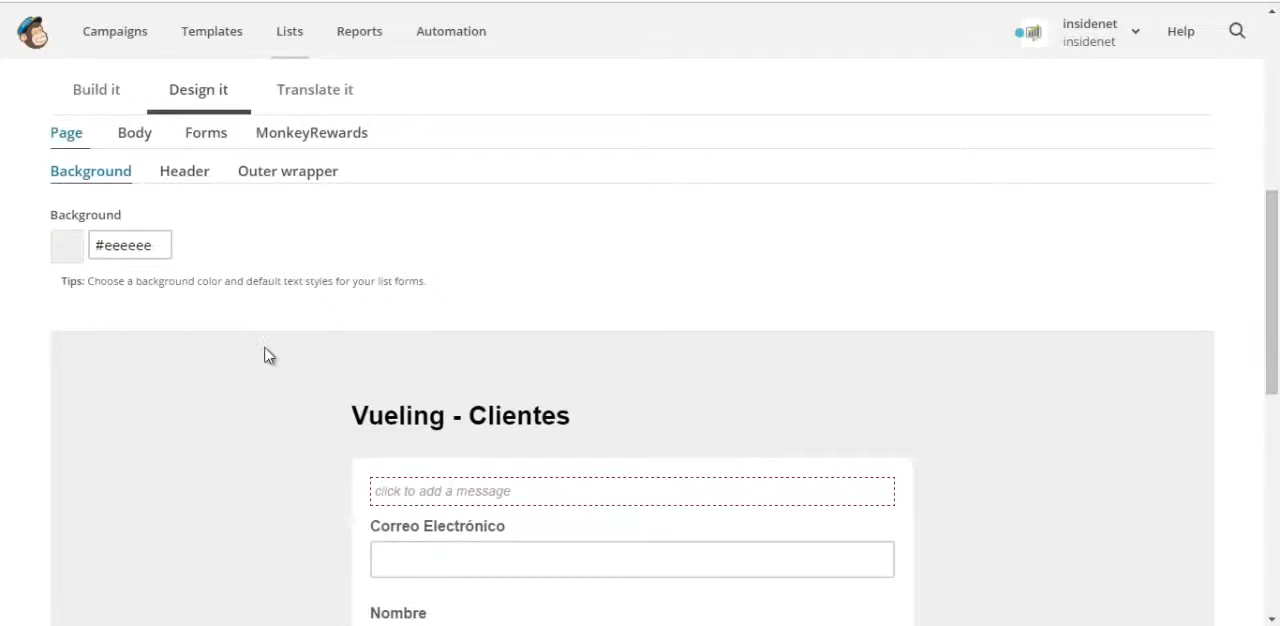 Campaigns Templates Lists Reports Automation insidenet Help
insidenet
Build it Design it Translate it
Page Body Forms MonkeyRewards
Background Header Outer wrapper
Background
#eeeeee
Tips: Choose a background color and default text styles for your list forms.
Vueling - Clientes
click to add a message
Correo Electrónico
Nombre